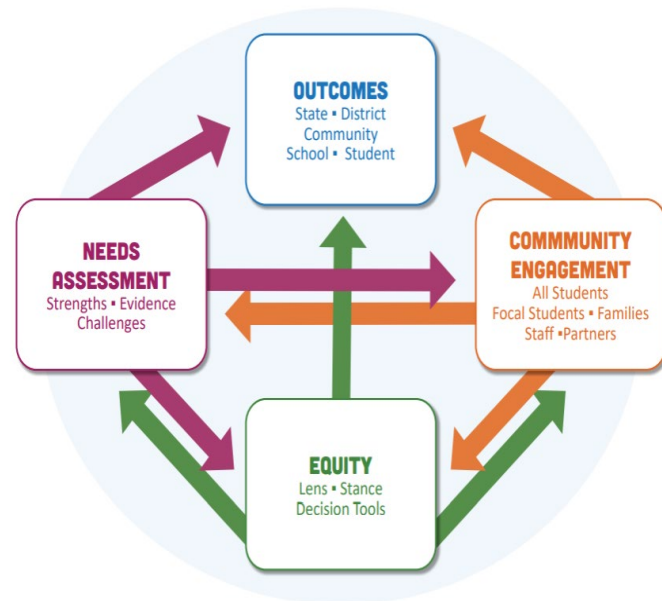 OUTCOMES
State ▪ District
Community
School ▪ Student
NEEDS
ASSESSMENT
Strengths ▪ Evidence
Challenges
COMMMUNITY
ENGAGEMENT
All Students
Focal Students ▪ Families
Staff ▪Partners
EQUITY
Lens ▪ Stance
Decision Tools